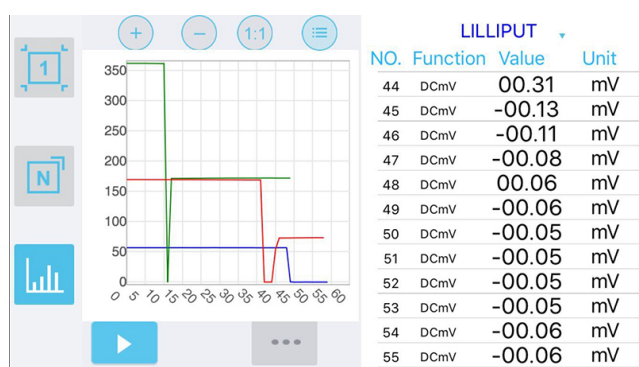 + − 1:1
1
N
350
300
250
200
150
100
50
0
0 5 10 15 20 25 30 35 40 45 50 55 60
LILLIPUT
NO. Function Value Unit
44 DCmV 00.31 mV
45 DCmV -00.13 mV
46 DCmV -00.11 mV
47 DCmV -00.08 mV
48 DCmV 00.06 mV
49 DCmV -00.06 mV
50 DCmV -00.05 mV
51 DCmV -00.05 mV
52 DCmV -00.05 mV
53 DCmV -00.05 mV
54 DCmV -00.06 mV
55 DCmV -00.06 mV